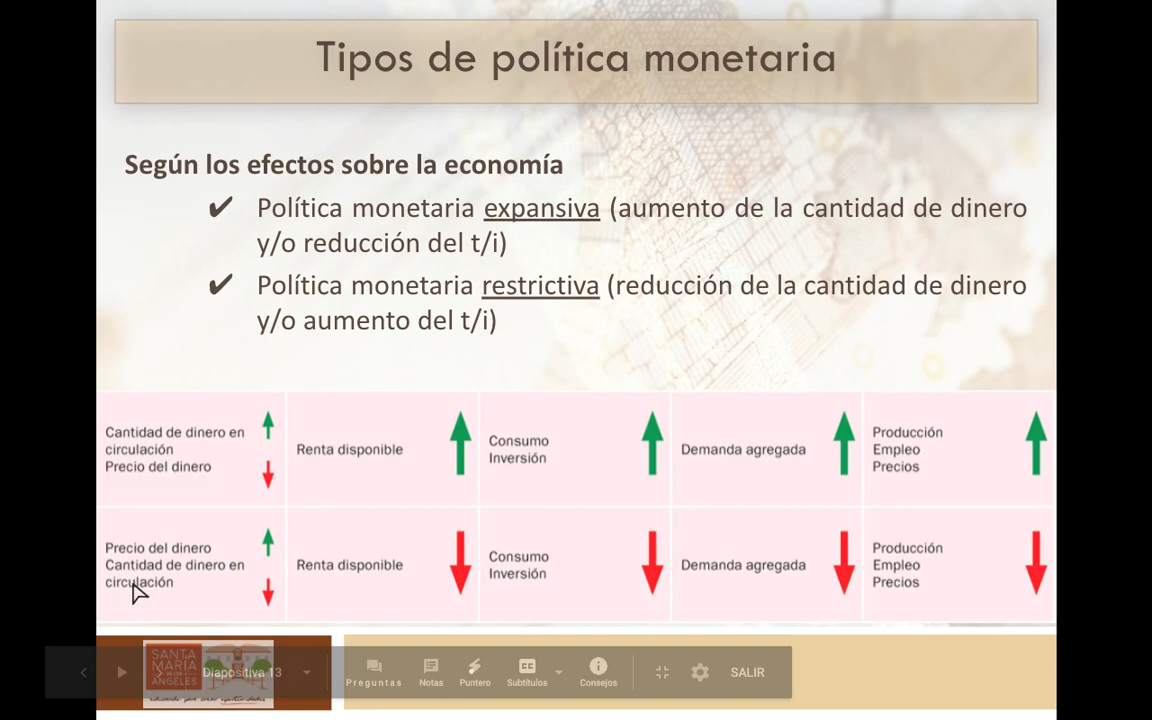 Tipos de política monetaria
Según los efectos sobre la economía
✔ Política monetaria expansiva (aumento de la cantidad de dinero
y/o reducción del t/i)
✔ Política monetaria restrictiva (reducción de la cantidad de dinero
y/o aumento del t/i)
Cantidad de dinero en
circulación
Precio del dinero
Renta disponible
Consumo
Inversión
Demanda agregada
Producción
Empleo
Precios
Precio del dinero
Cantidad de dinero en
circulación
Renta disponible
Consumo
Inversión
Demanda agregada
Producción
Empleo
Precios
SANTA
MARÍA
DE LOS
ÁNGELES
Diapositiva 13
Preguntas
Notas
Puntero
Subtítulos
Consejos
SALIR